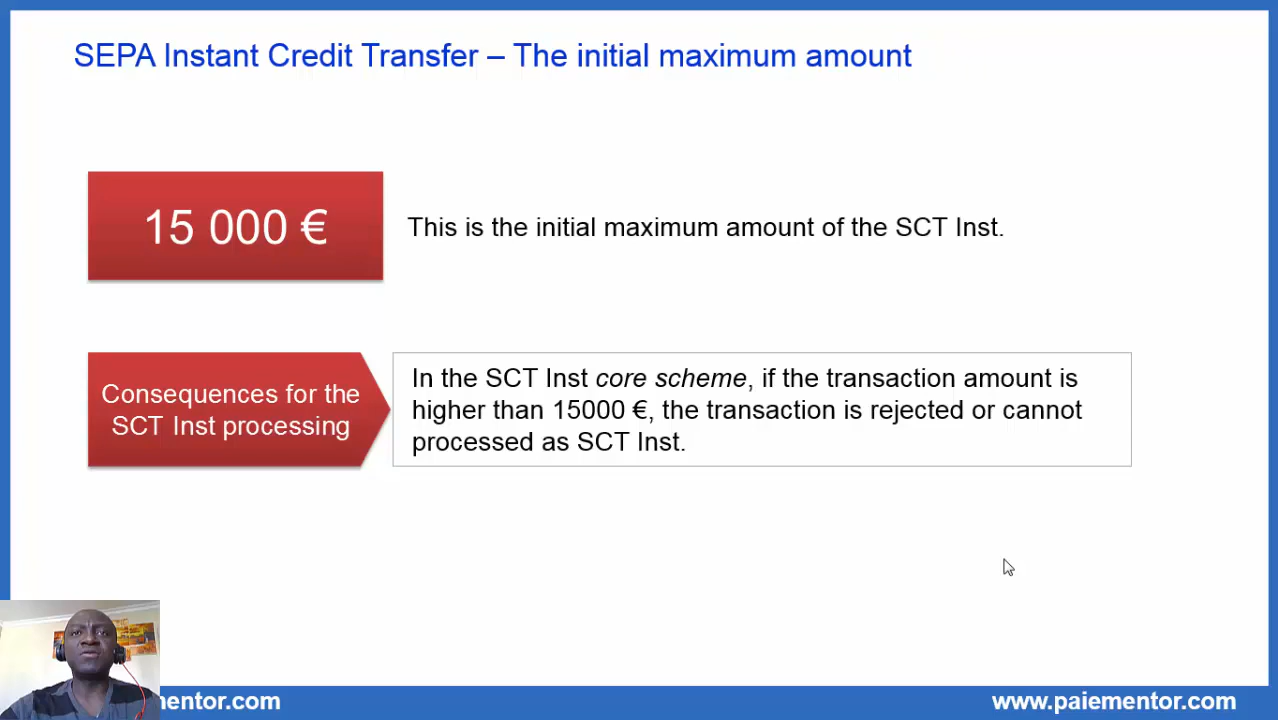 SEPA Instant Credit Transfer – The initial maximum amount
15 000 €
This is the initial maximum amount of the SCT Inst.
Consequences for the
SCT Inst processing
In the SCT Inst core scheme, if the transaction amount is
higher than 15000 €, the transaction is rejected or cannot
processed as SCT Inst.
mentor.com
www.paiementor.com